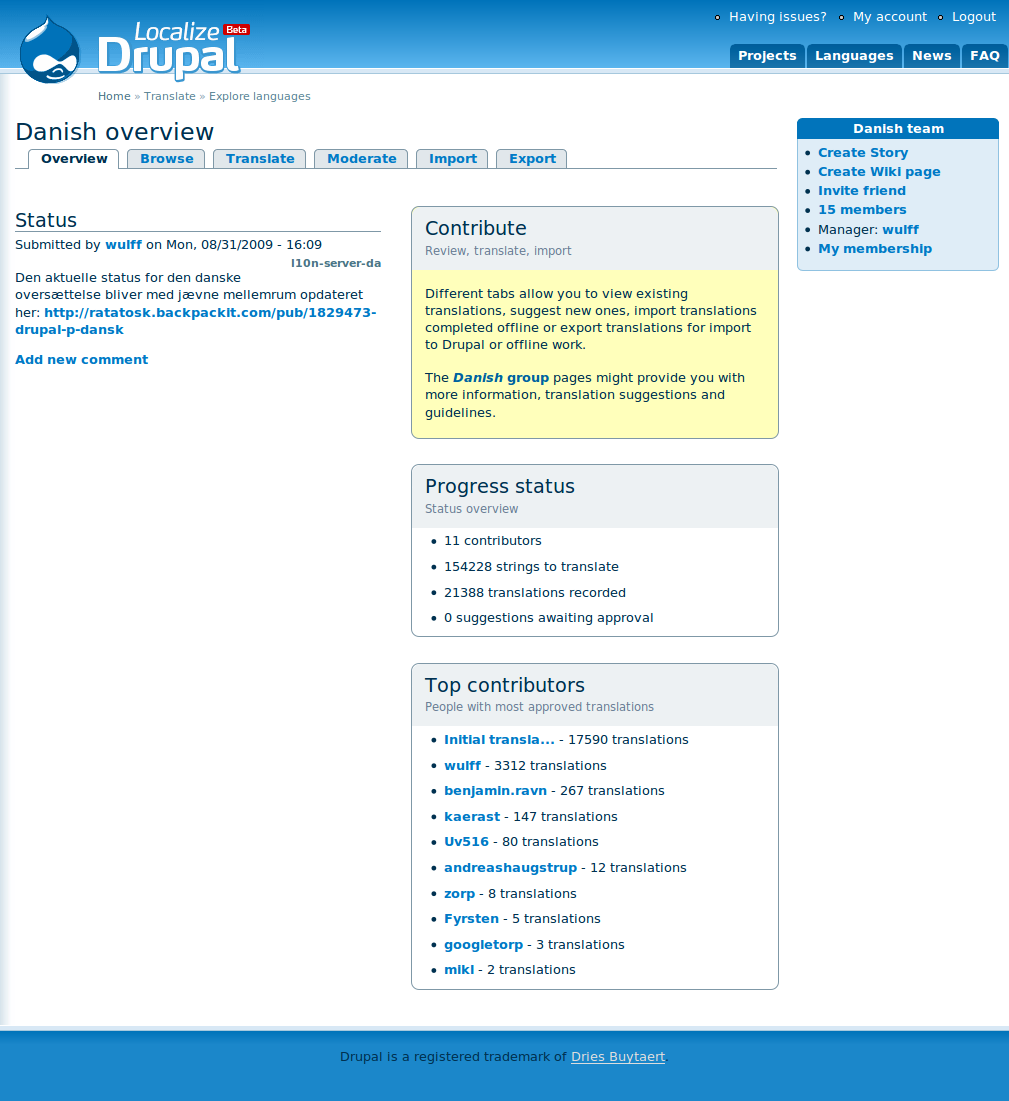 Having issues?
My account
Logout
Localize Beta
Drupal
Projects
Languages
News
FAQ
Home » Translate » Explore languages
Danish overview
Overview
Browse
Translate
Moderate
Import
Export
Status
Submitted by wulff on Mon, 08/31/2009 - 16:09
l10n-server-da
Den aktuelle status for den danske
oversættelse bliver med jævne mellemrum opdateret
her: http://ratatosk.backpackit.com/pub/1829473-
drupal-p-dansk
Add new comment
Contribute
Review, translate, import
Different tabs allow you to view existing
translations, suggest new ones, import translations
completed offline or export translations for import
to Drupal or offline work.
The Danish group pages might provide you with
more information, translation suggestions and
guidelines.
Progress status
Status overview
11 contributors
154228 strings to translate
21388 translations recorded
0 suggestions awaiting approval
Top contributors
People with most approved translations
Initial transla... - 17590 translations
wulff - 3312 translations
benjamin.ravn - 267 translations
kaerast - 147 translations
Uv516 - 80 translations
andreashaugstrup - 12 translations
zorp - 8 translations
Fyrsten - 5 translations
googletorp - 3 translations
mikl - 2 translations
Danish team
Create Story
Create Wiki page
Invite friend
15 members
Manager: wulff
My membership
Drupal is a registered trademark of Dries Buytaert.